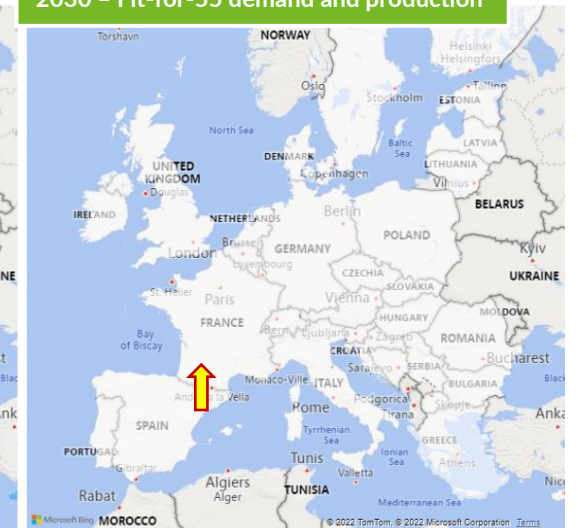 2030 – Fit-for-55 demand and production
Torshavn
NORWAY
Helsinki
Helsingfors
Oslo
Tallinn
Stockholm
ESTONIA
North Sea
Baltic
Sea
LATVIA
DENMARK
LITHUANIA
UNITED
KINGDOM
Copenhagen
Vilnius
Douglas
BELARUS
IRELAND
NETHERLANDS
Berlin
POLAND
London
Brussels
GERMANY
Kyiv
Luxembourg
CZECHIA
UKRAINE
NE
St. Helier
Paris
SLOVAKIA
Vienna
FRANCE
HUNGARY
MOLDOVA
Bern
Ljubljana
Zagreb
Bay
of Biscay
CROATIA
ROMANIA
Sarajevo
SERBIA
Bucharest
Monaco-Ville
ITALY
BULGARIA
Black
Andorra la Vella
Podgorica
Skopje
Rome
Tirana
Anka
SPAIN
Tyrrhenian
Sea
GREECE
PORTUGAL
Ionian
Sea
Athens
Gibraltar
Tunis
Valletta
Nico
Algiers
Alger
TUNISIA
Rabat
Mediterranean Sea
Microsoft Bing
MOROCCO
© 2022 TomTom, © 2022 Microsoft Corporation Terms